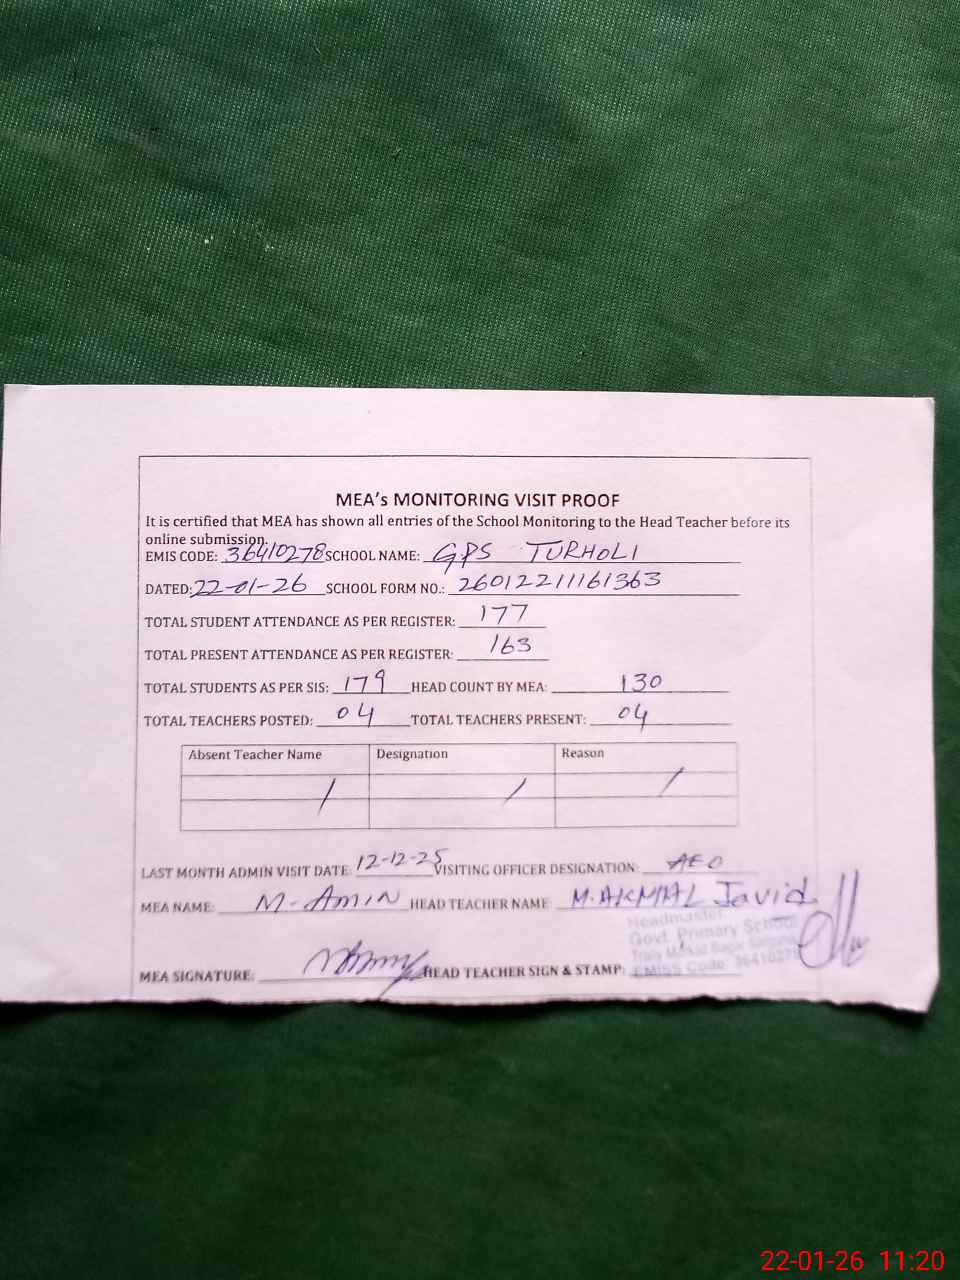 MEA's MONITORING VISIT PROOF
It is certified that MEA has shown all entries of the School Monitoring to the Head Teacher before its
online submission.
EMIS CODE: 36410278 SCHOOL NAME: GPS TURHOLI
DATED: 22-01-26 SCHOOL FORM NO.: 26012211161363
TOTAL STUDENT ATTENDANCE AS PER REGISTER: 177
TOTAL PRESENT ATTENDANCE AS PER REGISTER: 163
TOTAL STUDENTS AS PER SIS: 179 HEAD COUNT BY MEA: 130
TOTAL TEACHERS POSTED: 04 TOTAL TEACHERS PRESENT: 04
Absent Teacher Name Designation Reason
/ / /
LAST MONTH ADMIN VISIT DATE: 12-12-25 VISITING OFFICER DESIGNATION: AEO
MEA NAME: M-Amin HEAD TEACHER NAME: M.AKMAL Javid
Headmaster
Govt. Primary School
MEA SIGNATURE: HEAD TEACHER SIGN & STAMP:
EMISS Code: 36410278
22-01-26 11:20